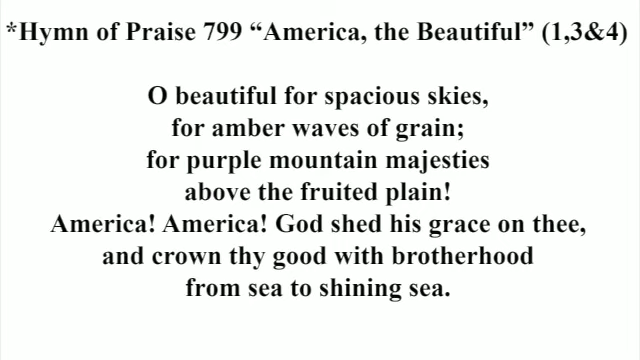 *Hymn of Praise 799 “America, the Beautiful” (1,3&4)
O beautiful for spacious skies,
for amber waves of grain;
for purple mountain majesties
above the fruited plain!
America! America! God shed his grace on thee,
and crown thy good with brotherhood
from sea to shining sea.